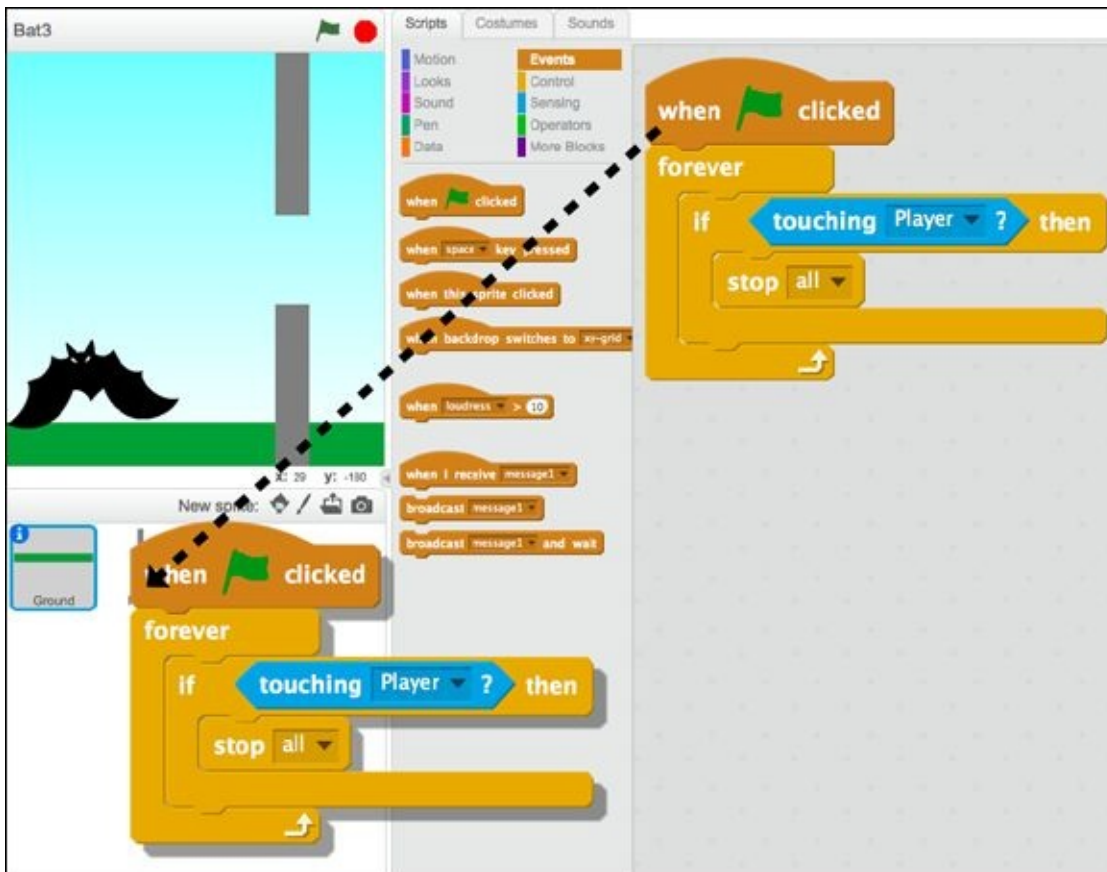 Bat3
Scripts Costumes Sounds
Motion Events
Looks Control
Sound Sensing
Pen Operators
Data More Blocks
when clicked
when space key pressed
when this sprite clicked
when backdrop switches to xy-grid
when loudness > 10
when I receive message1
broadcast message1
broadcast message1 and wait
when clicked
forever
if touching Player ? then
stop all
x: 29 y: -180
New sprite:
Ground
when clicked
forever
if touching Player ? then
stop all